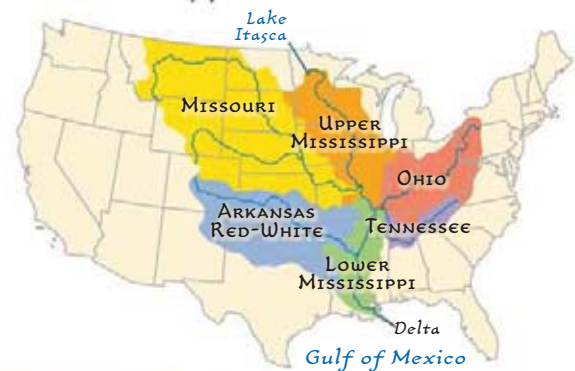 Lake
Itasca
Missouri
Upper
Mississippi
Ohio
Arkansas
Red-White
Tennessee
Lower
Mississippi
Delta
Gulf of Mexico